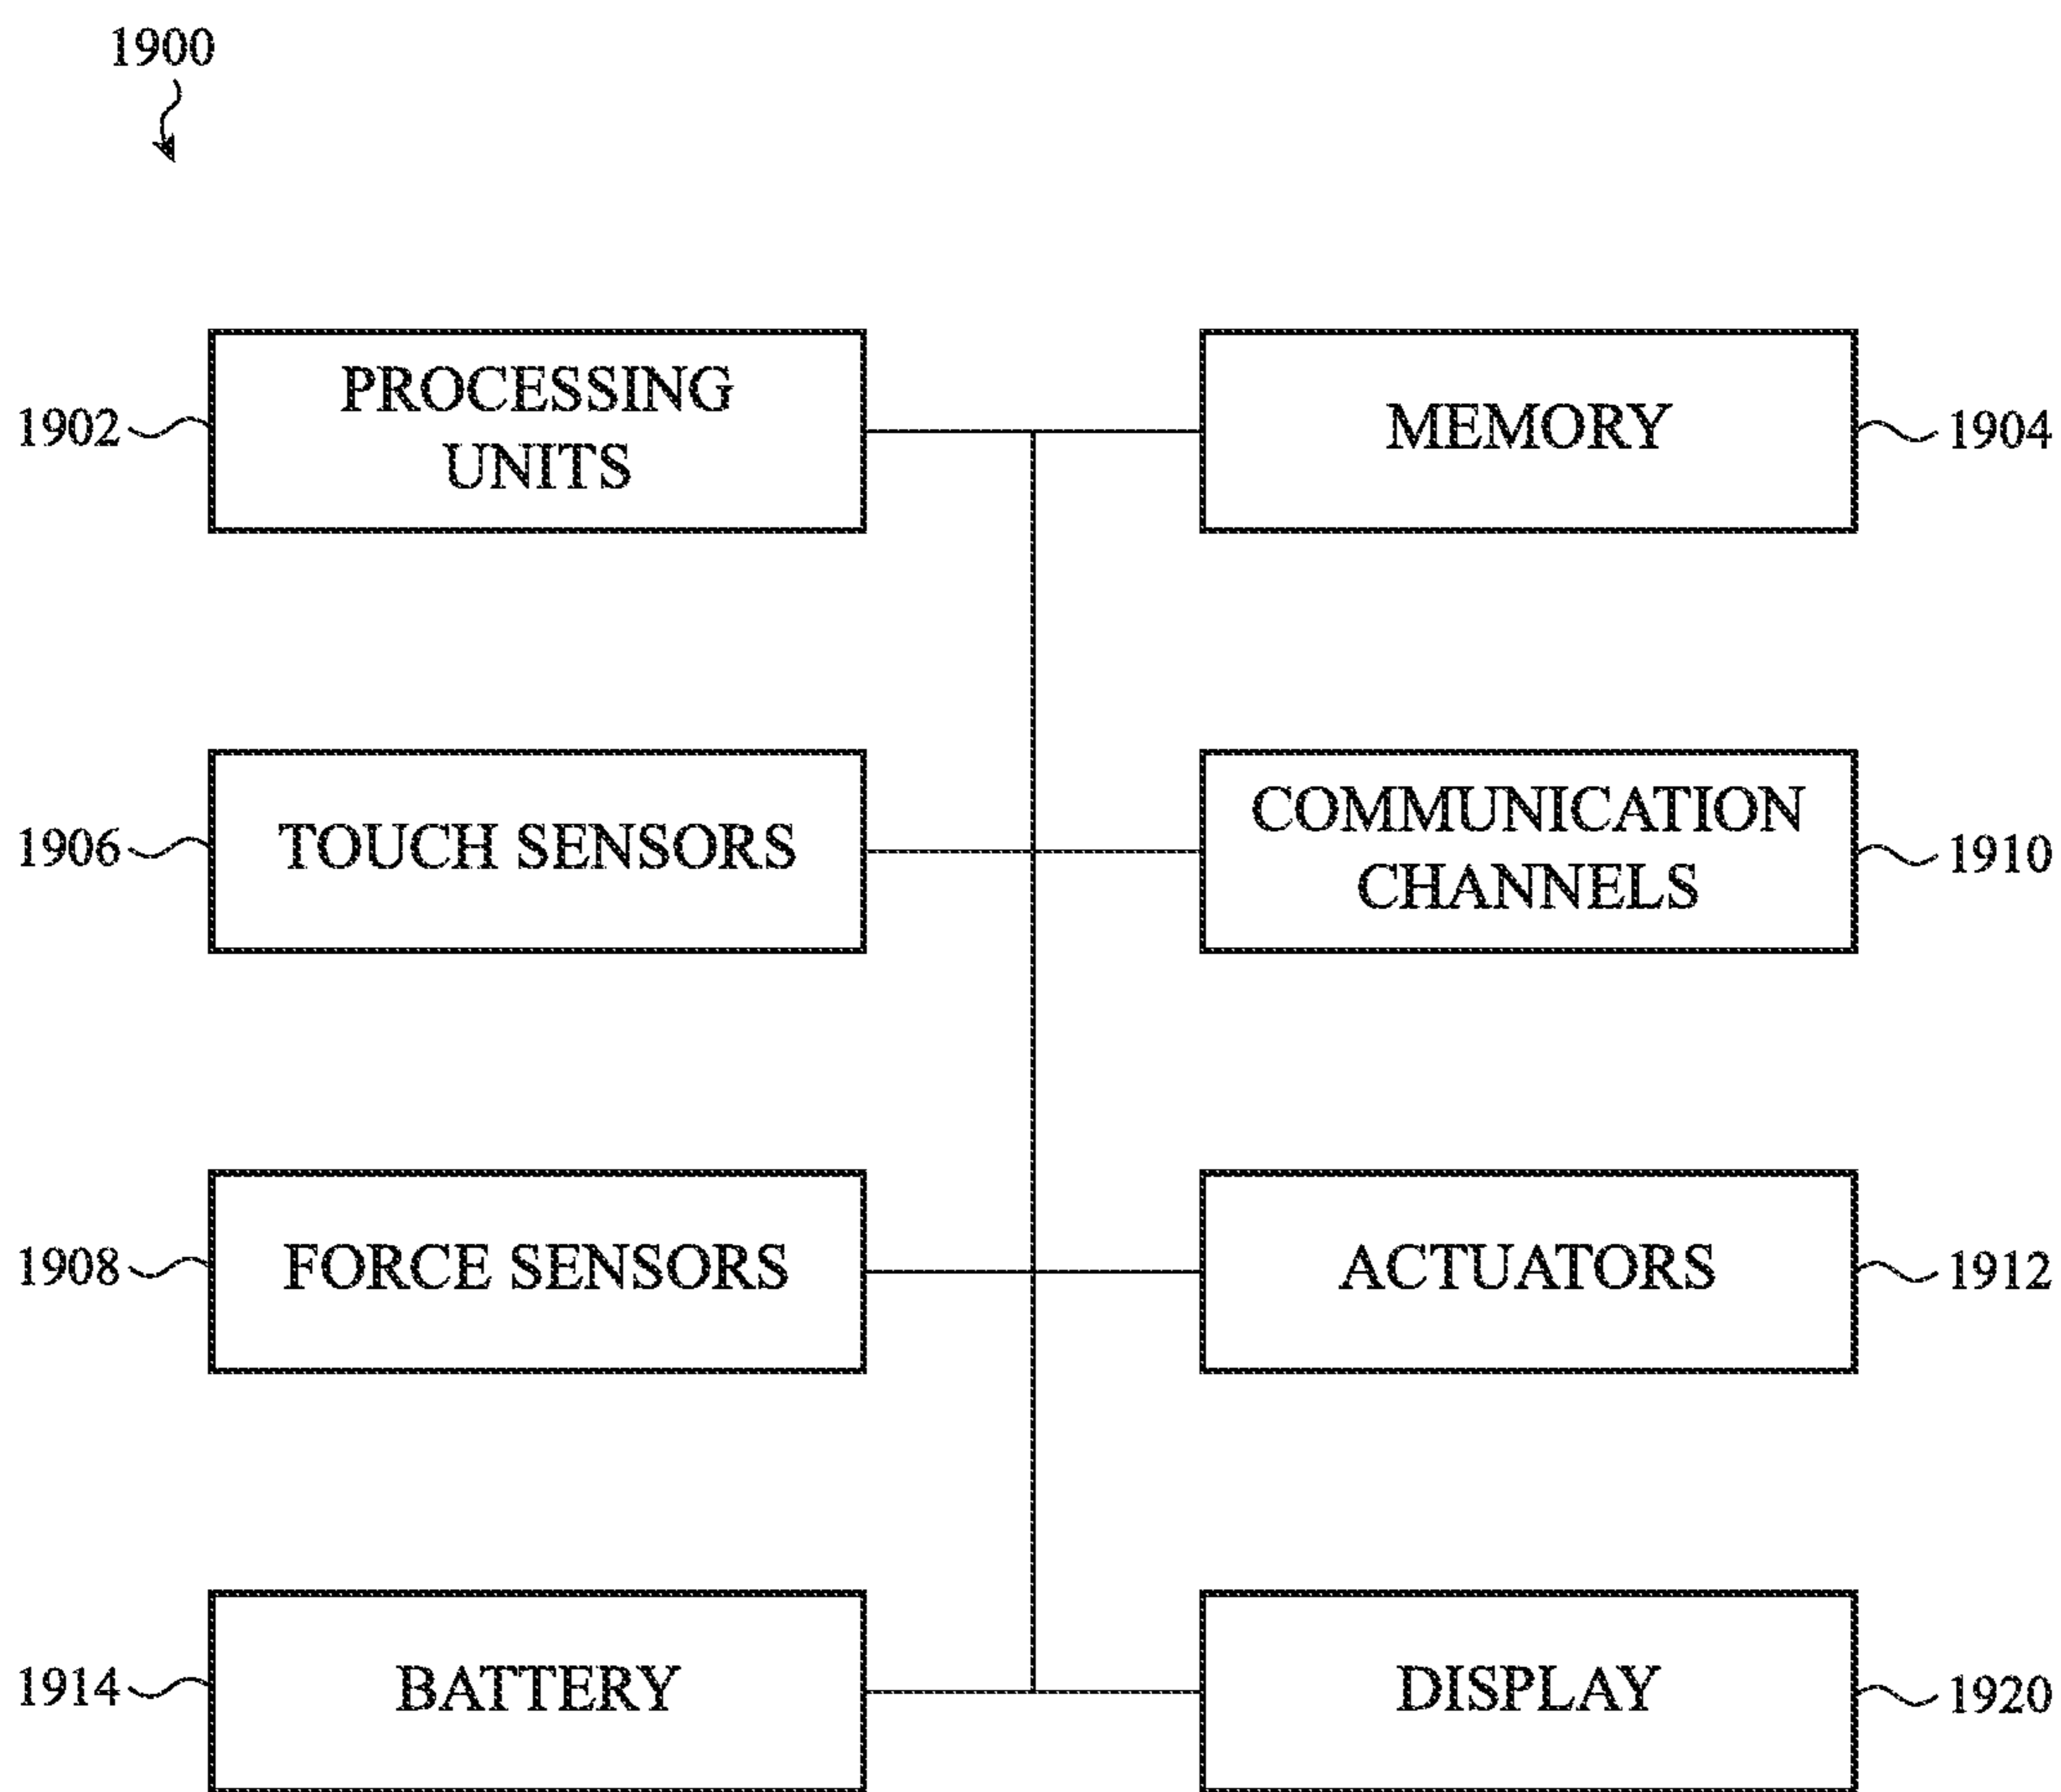 1900
PROCESSING
UNITS
1902
MEMORY
1904
TOUCH SENSORS
1906
COMMUNICATION
CHANNELS
1910
FORCE SENSORS
1908
ACTUATORS
1912
BATTERY
1914
DISPLAY
1920